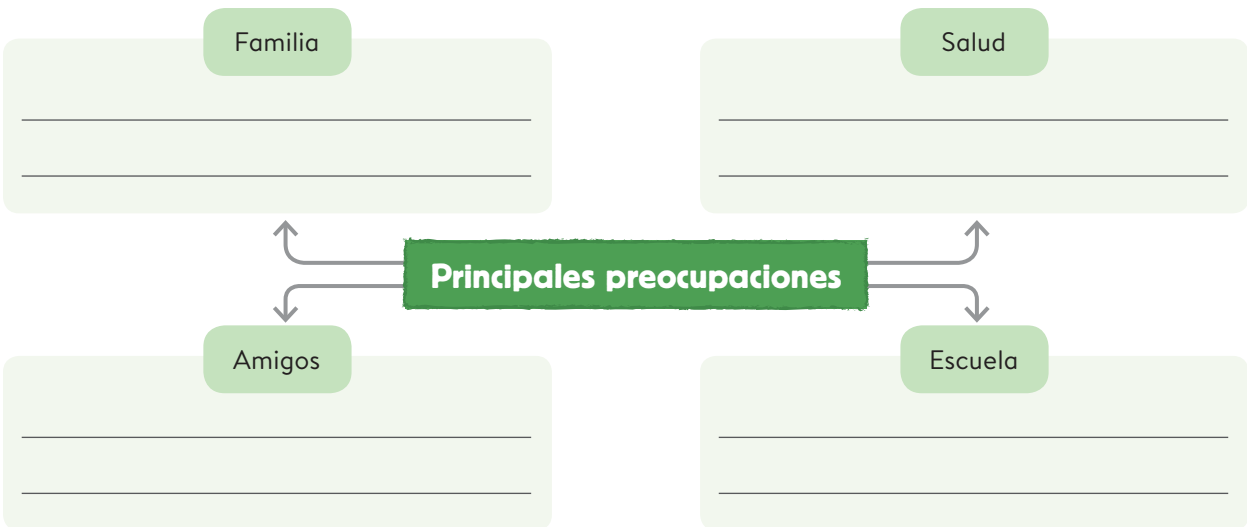 Familia
Salud
Principales preocupaciones
Amigos
Escuela